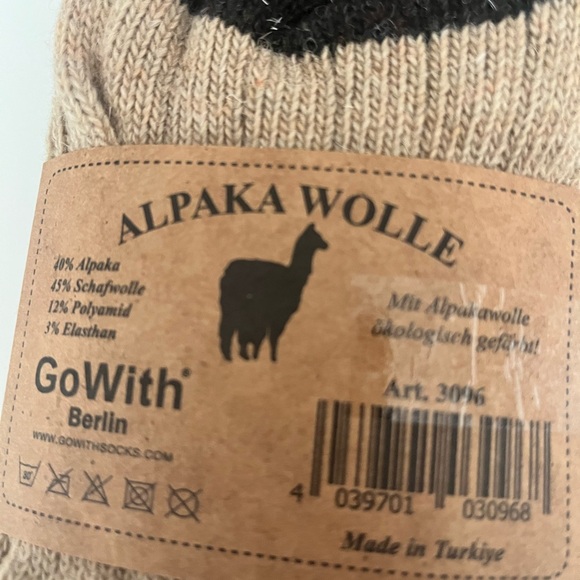 ALPAKA WOLLE
40% Alpaka
45% Schafwolle
12% Polyamid
3% Elasthan
Mit Alpakawolle
ökologisch gefärbt!
GoWith®
Berlin
WWW.GOWITHSOCKS.COM
Art. 3096
4 039701 030968
Made in Turkiye